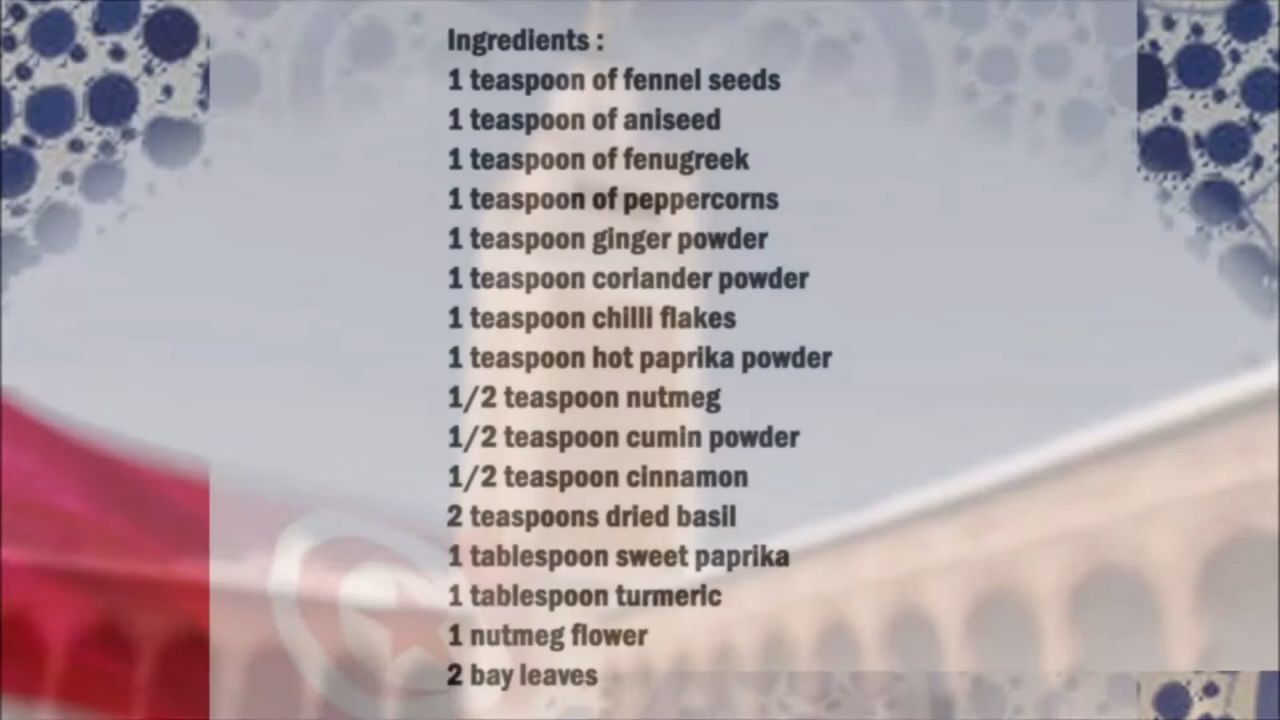 Ingredients :
1 teaspoon of fennel seeds
1 teaspoon of aniseed
1 teaspoon of fenugreek
1 teaspoon of peppercorns
1 teaspoon ginger powder
1 teaspoon coriander powder
1 teaspoon chilli flakes
1 teaspoon hot paprika powder
1/2 teaspoon nutmeg
1/2 teaspoon cumin powder
1/2 teaspoon cinnamon
2 teaspoons dried basil
1 tablespoon sweet paprika
1 tablespoon turmeric
1 nutmeg flower
2 bay leaves